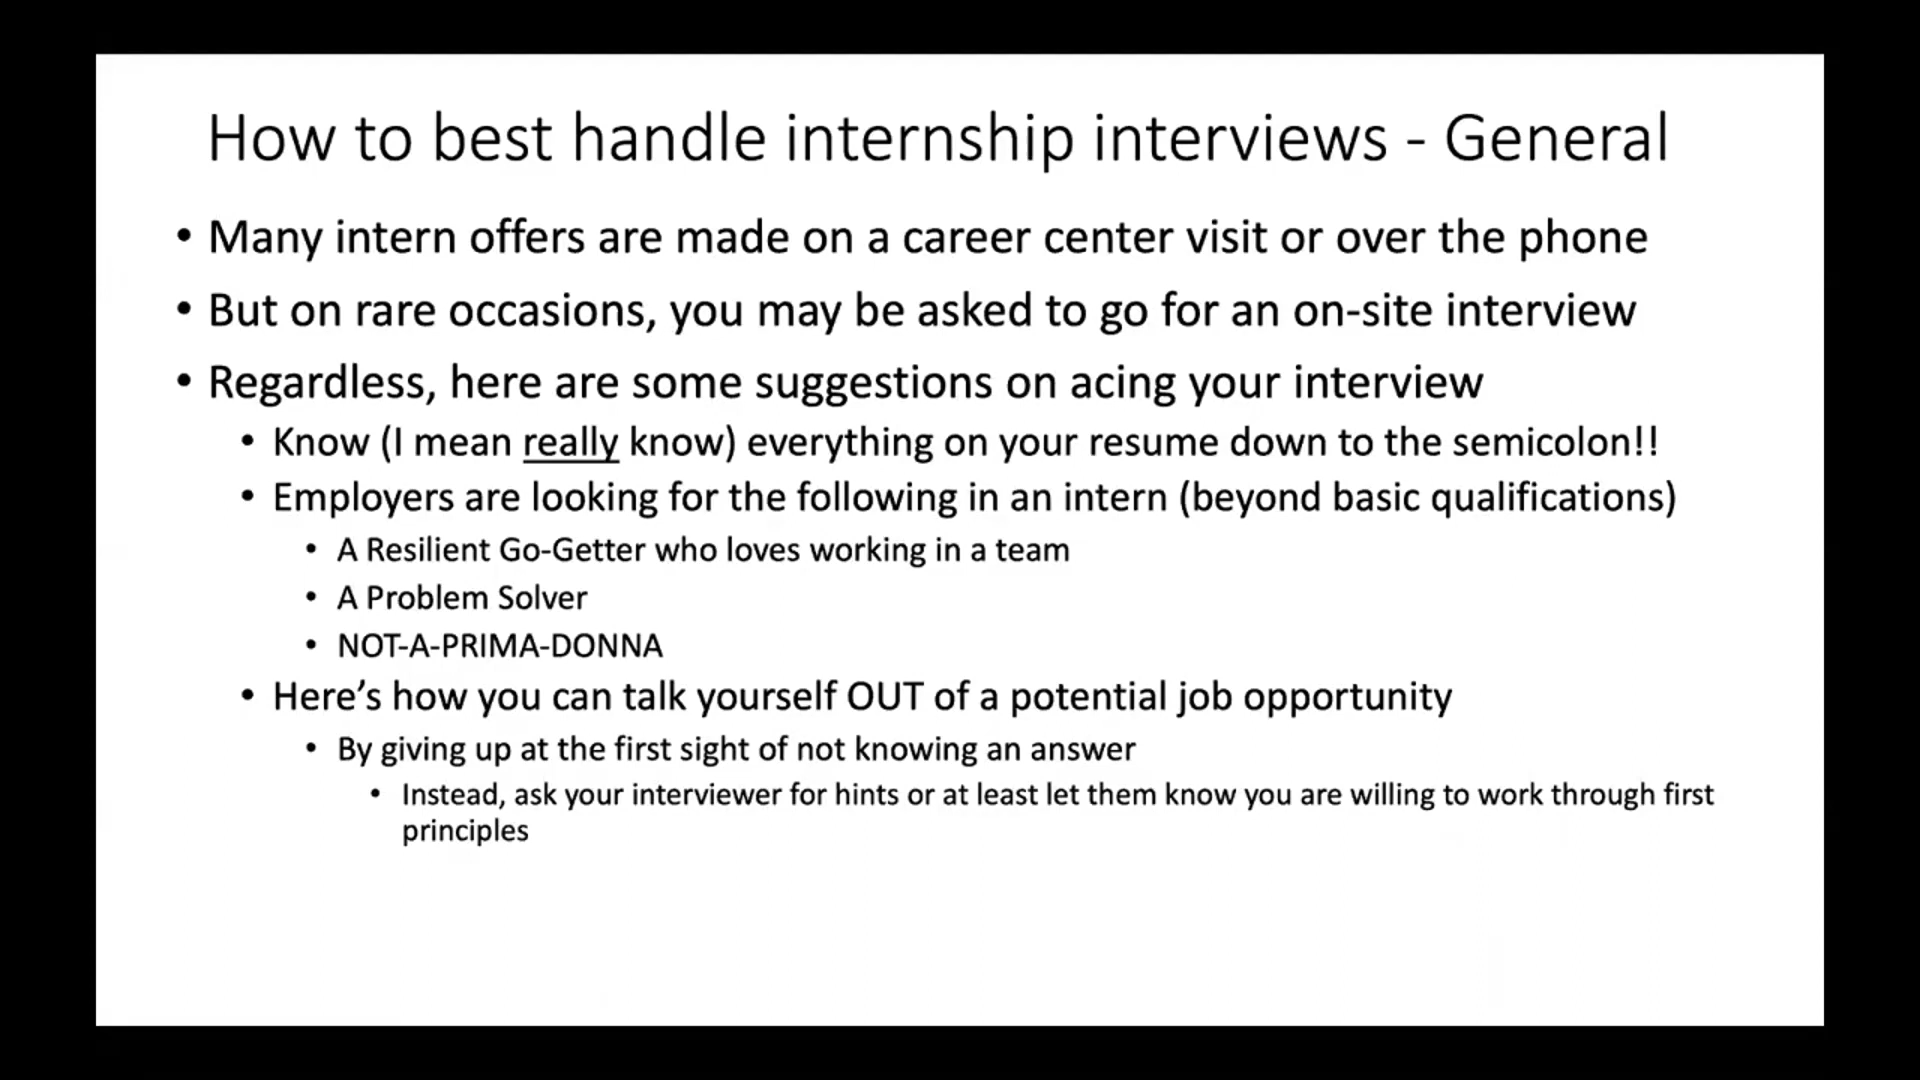 How to best handle internship interviews - General
• Many intern offers are made on a career center visit or over the phone
• But on rare occasions, you may be asked to go for an on-site interview
• Regardless, here are some suggestions on acing your interview
• Know (I mean really know) everything on your resume down to the semicolon!!
• Employers are looking for the following in an intern (beyond basic qualifications)
• A Resilient Go-Getter who loves working in a team
• A Problem Solver
• NOT-A-PRIMA-DONNA
• Here’s how you can talk yourself OUT of a potential job opportunity
• By giving up at the first sight of not knowing an answer
• Instead, ask your interviewer for hints or at least let them know you are willing to work through first
principles